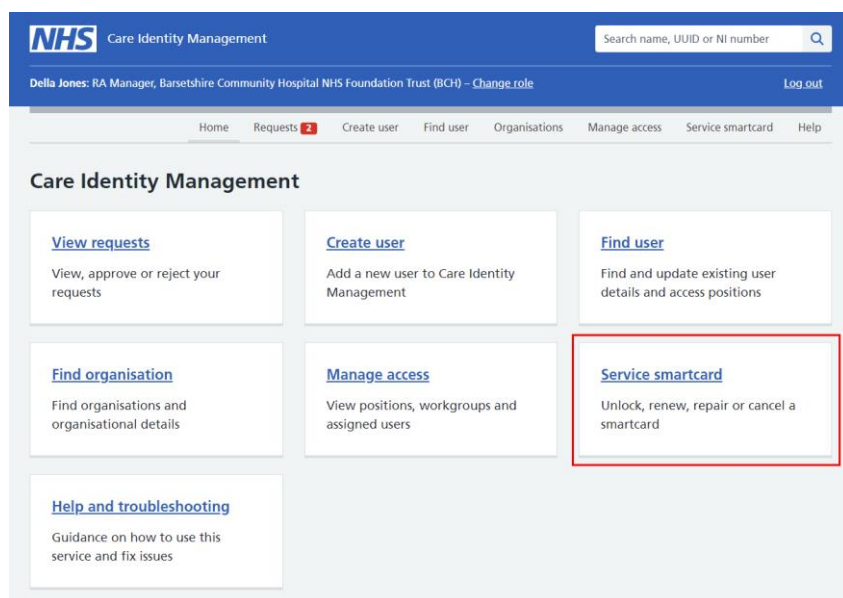 NHS Care Identity Management
Search name, UUID or NI number
Della Jones: RA Manager, Barsetshire Community Hospital NHS Foundation Trust (BCH) – Change role
Log out
Home Requests 2 Create user Find user Organisations Manage access Service smartcard Help
Care Identity Management
View requests
View, approve or reject your
requests
Create user
Add a new user to Care Identity
Management
Find user
Find and update existing user
details and access positions
Find organisation
Find organisations and
organisational details
Manage access
View positions, workgroups and
assigned users
Service smartcard
Unlock, renew, repair or cancel a
smartcard
Help and troubleshooting
Guidance on how to use this
service and fix issues